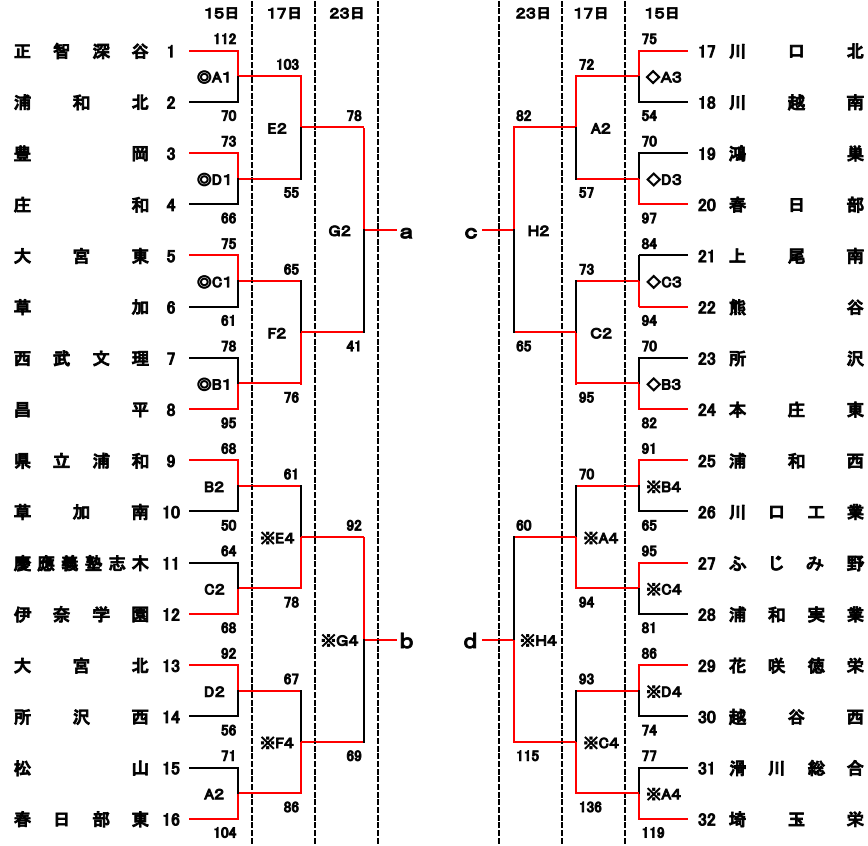 15日 17日 23日 23日 17日 15日
112 75
正智深谷 1 103 72 17 川口北
◎A1 ◇A3
浦和北 2 18 川越南
70 78 82 54
73 E2 A2 70
豊岡 3 19 鴻巣
◎D1 ◇D3
庄和 4 55 57 20 春日部
66 97
G2 a c H2
75 84
大宮東 5 65 73 21 上尾南
◎C1 ◇C3
草加 6 22 熊谷
61 94
F2 C2
78 41 65 70
西武文理 7 23 所沢
◎B1 ◇B3
昌平 8 76 95 24 本庄東
95 82
68 91
県立浦和 9 61 70 25 浦和西
B2 ※B4
草加南 10 26 川口工業
50 92 60 65
※E4 ※A4
64 95
慶應義塾志木 11 27 ふじみ野
C2 ※C4
伊奈学園 12 78 94 28 浦和実業
68 81
※G4 b d ※H4
92 86
大宮北 13 67 93 29 花咲徳栄
D2 ※D4
所沢西 14 30 越谷西
56 74
※F4 ※C4
71 69 115 77
松山 15 31 滑川総合
A2 ※A4
春日部東 16 86 136 32 埼玉栄
104 119